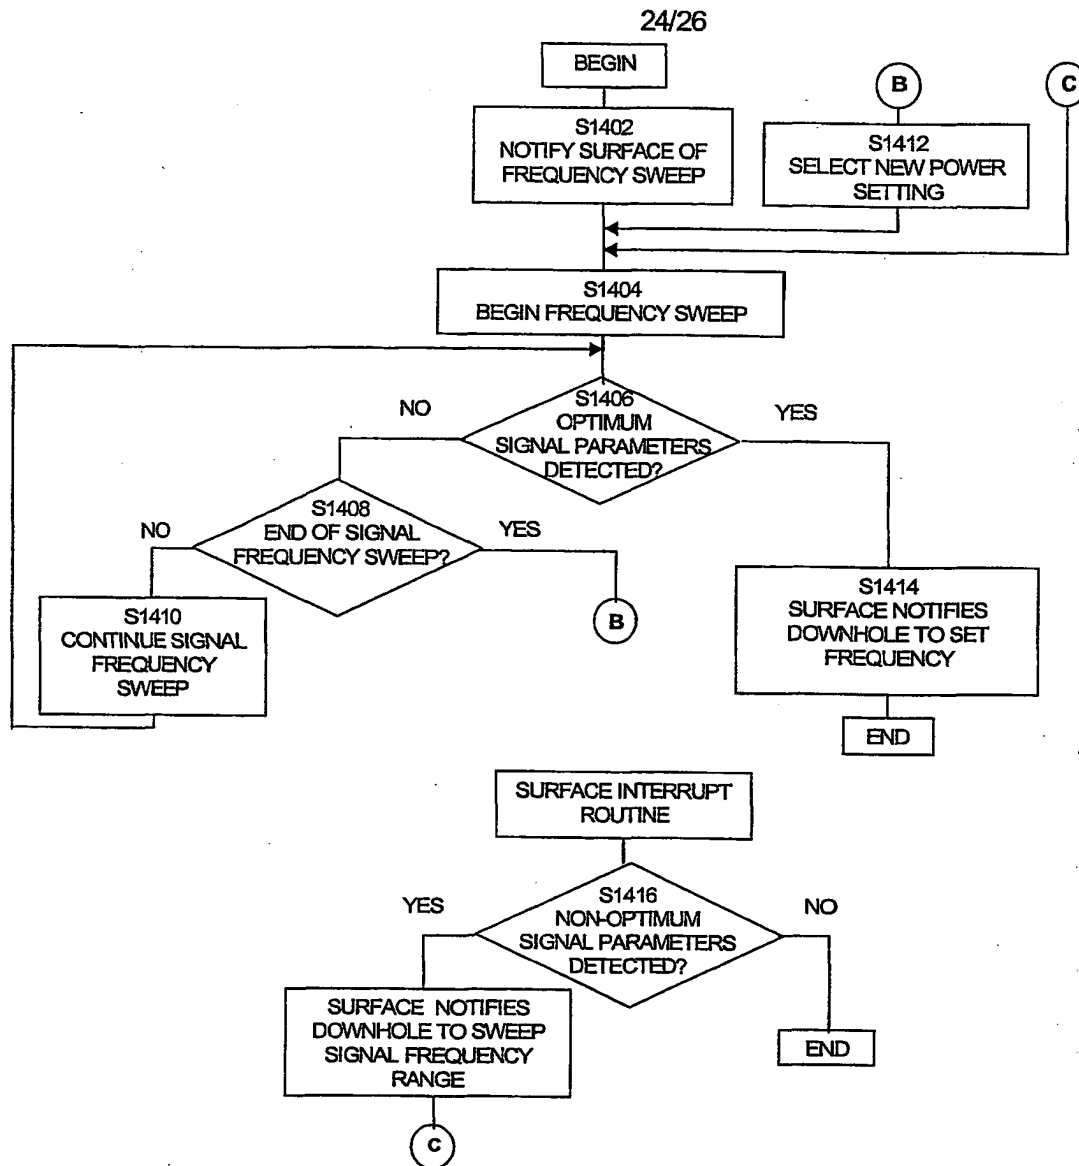 24/26
BEGIN
B
C
S1402
NOTIFY SURFACE OF
FREQUENCY SWEEP
S1412
SELECT NEW POWER
SETTING
S1404
BEGIN FREQUENCY SWEEP
NO
S1406
OPTIMUM
SIGNAL PARAMETERS
DETECTED?
YES
NO
S1408
END OF SIGNAL
FREQUENCY SWEEP?
YES
S1410
CONTINUE SIGNAL
FREQUENCY
SWEEP
B
S1414
SURFACE NOTIFIES
DOWNHOLE TO SET
FREQUENCY
END
SURFACE INTERRUPT
ROUTINE
YES
S1416
NON-OPTIMUM
SIGNAL PARAMETERS
DETECTED?
NO
SURFACE NOTIFIES
DOWNHOLE TO SWEEP
SIGNAL FREQUENCY
RANGE
END
C